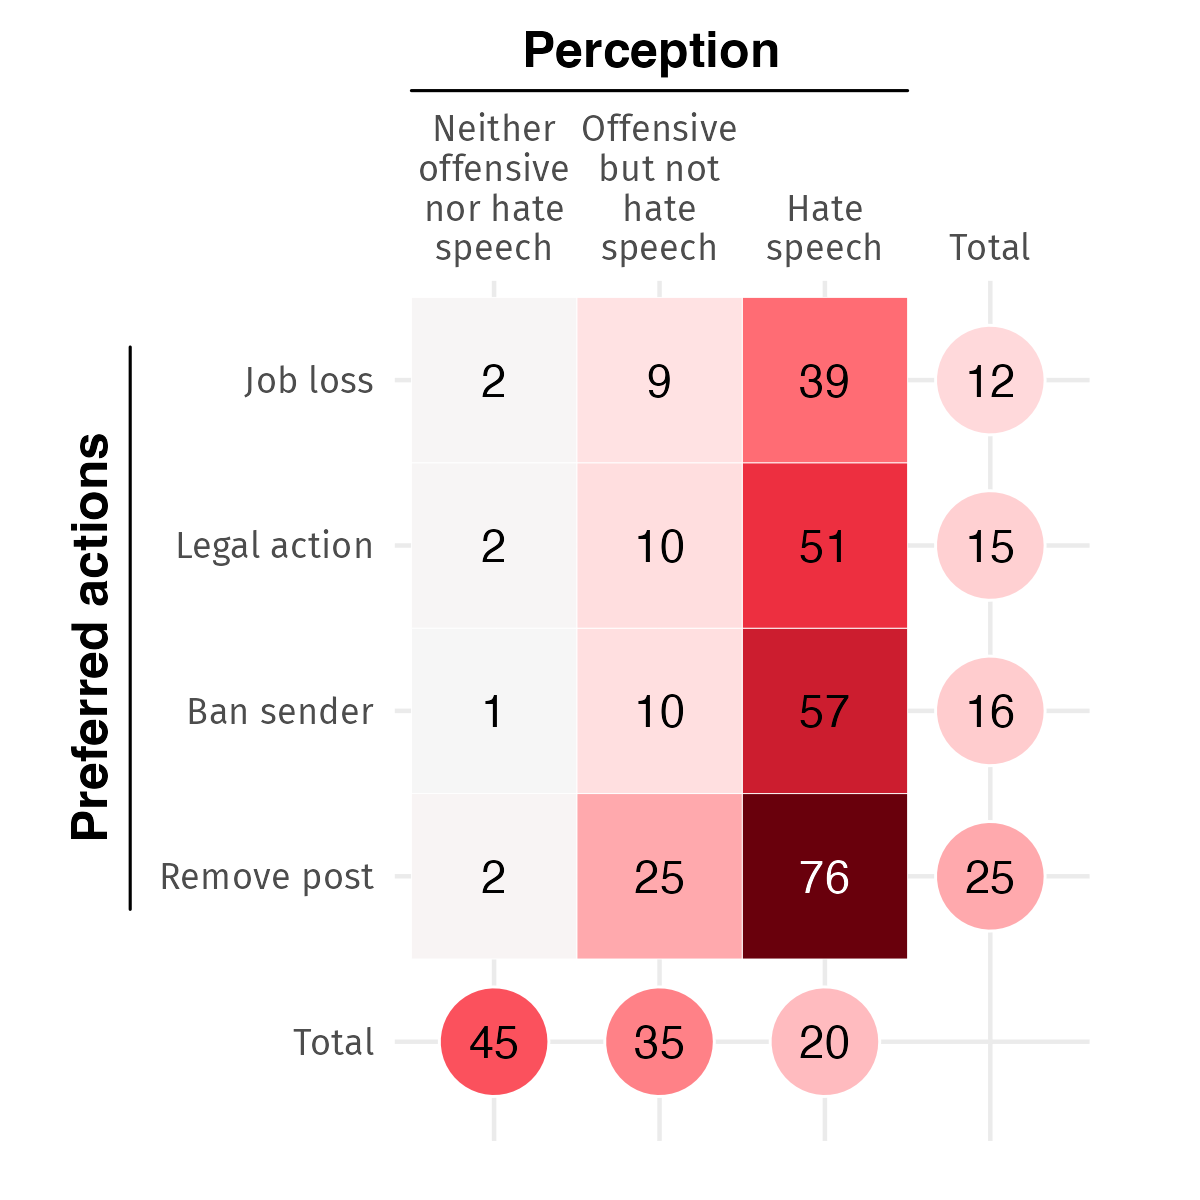 Perception
Neither
offensive
nor hate
speech
Offensive
but not
hate
speech
Hate
speech
Total
Preferred actions
Job loss 2 9 39 12
Legal action 2 10 51 15
Ban sender 1 10 57 16
Remove post 2 25 76 25
Total 45 35 20